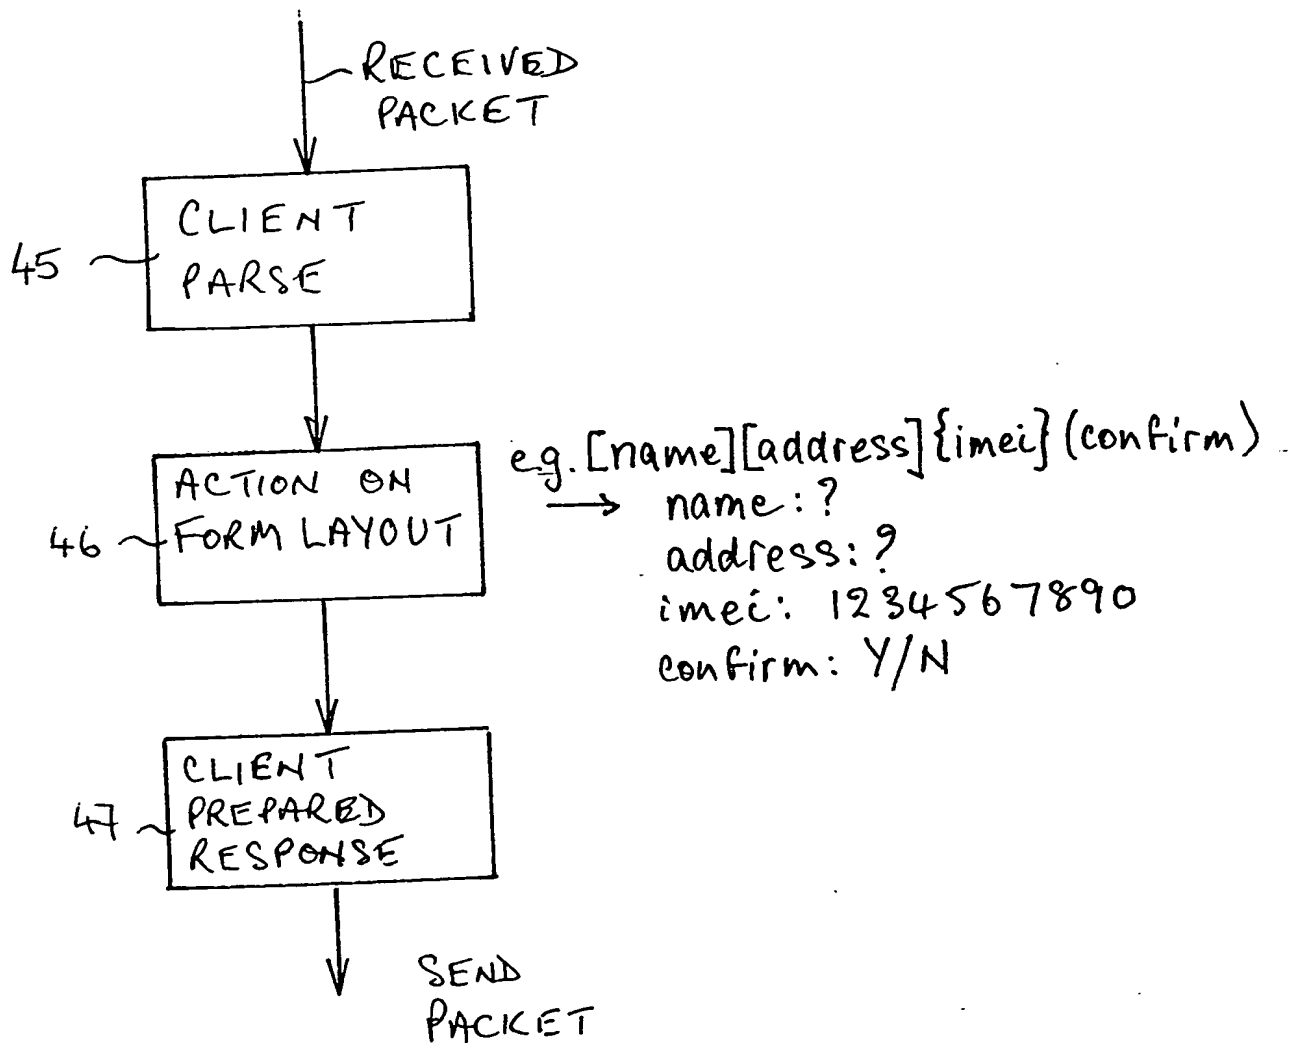 RECEIVED
PACKET
CLIENT
PARSE
45
ACTION ON
FORM LAYOUT
46
e.g. [name][address]{imei}(confirm)
→ name: ?
address: ?
imei: 1234567890
confirm: Y/N
CLIENT
PREPARED
RESPONSE
47
SEND
PACKET